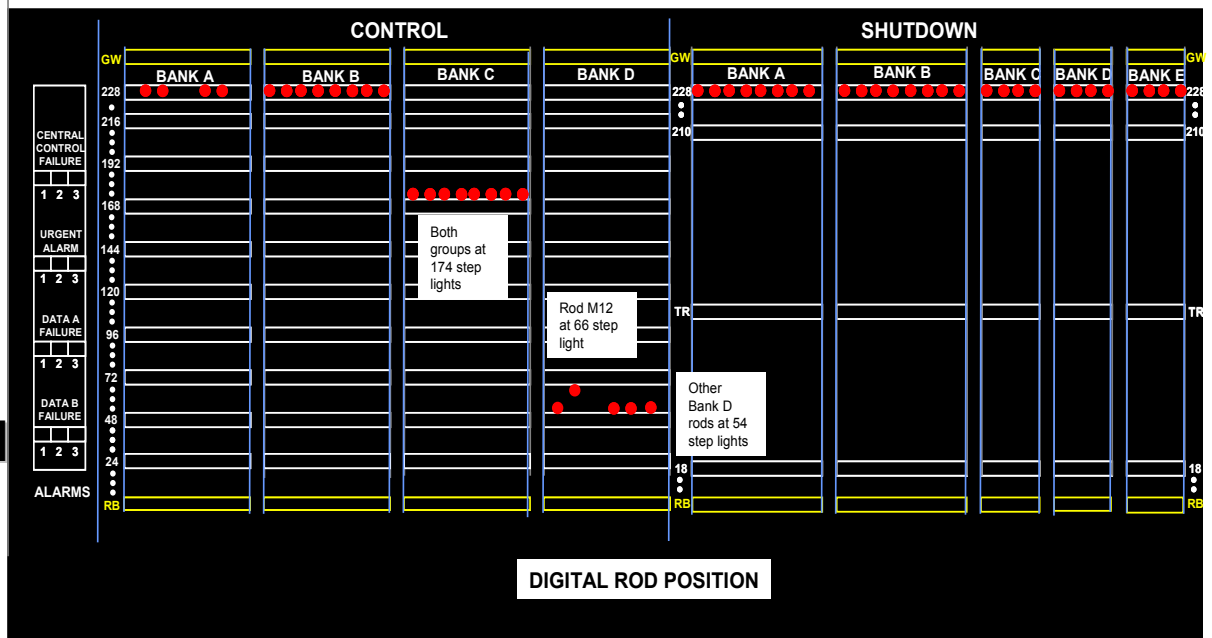 CONTROL SHUTDOWN
GW GW GW
BANK A BANK B BANK C BANK D BANK A BANK B BANK C BANK D BANK E
228 228 228
216
210 210
CENTRAL
CONTROL
FAILURE
192
1 2 3
168
Both
groups at
174 step
lights
URGENT
ALARM
144
1 2 3
120
Rod M12
at 66 step
light
TR TR
DATA A
FAILURE
96
1 2 3
72
Other
Bank D
rods at 54
step lights
DATA B
FAILURE
48
1 2 3
24
18 18
ALARMS
RB RB RB
DIGITAL ROD POSITION